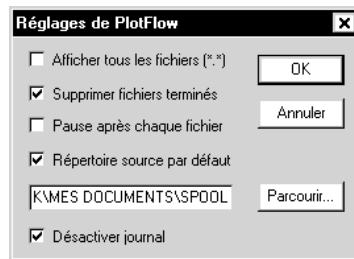 Réglages de PlotFlow
Afficher tous les fichiers (*.*)
OK
Supprimer fichiers terminés
Annuler
Pause après chaque fichier
Répertoire source par défaut
K\MES DOCUMENTS\SPOOL
Parcourir...
Désactiver journal